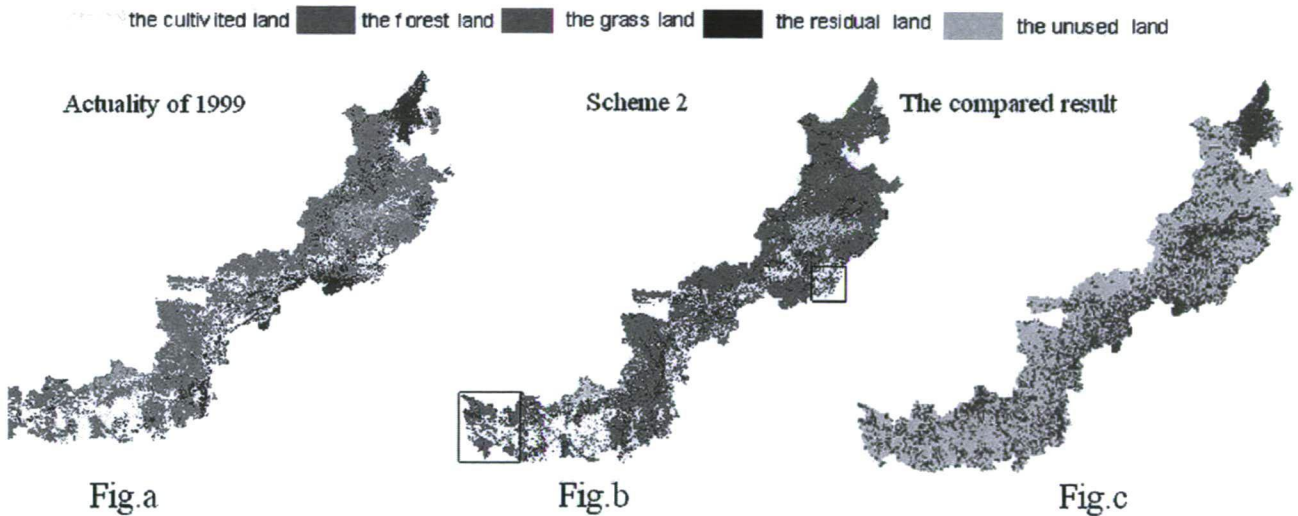 the cultivited land the forest land the grass land the residual land the unused land
Actuality of 1999 Scheme 2 The compared result
Fig.a Fig.b Fig.c